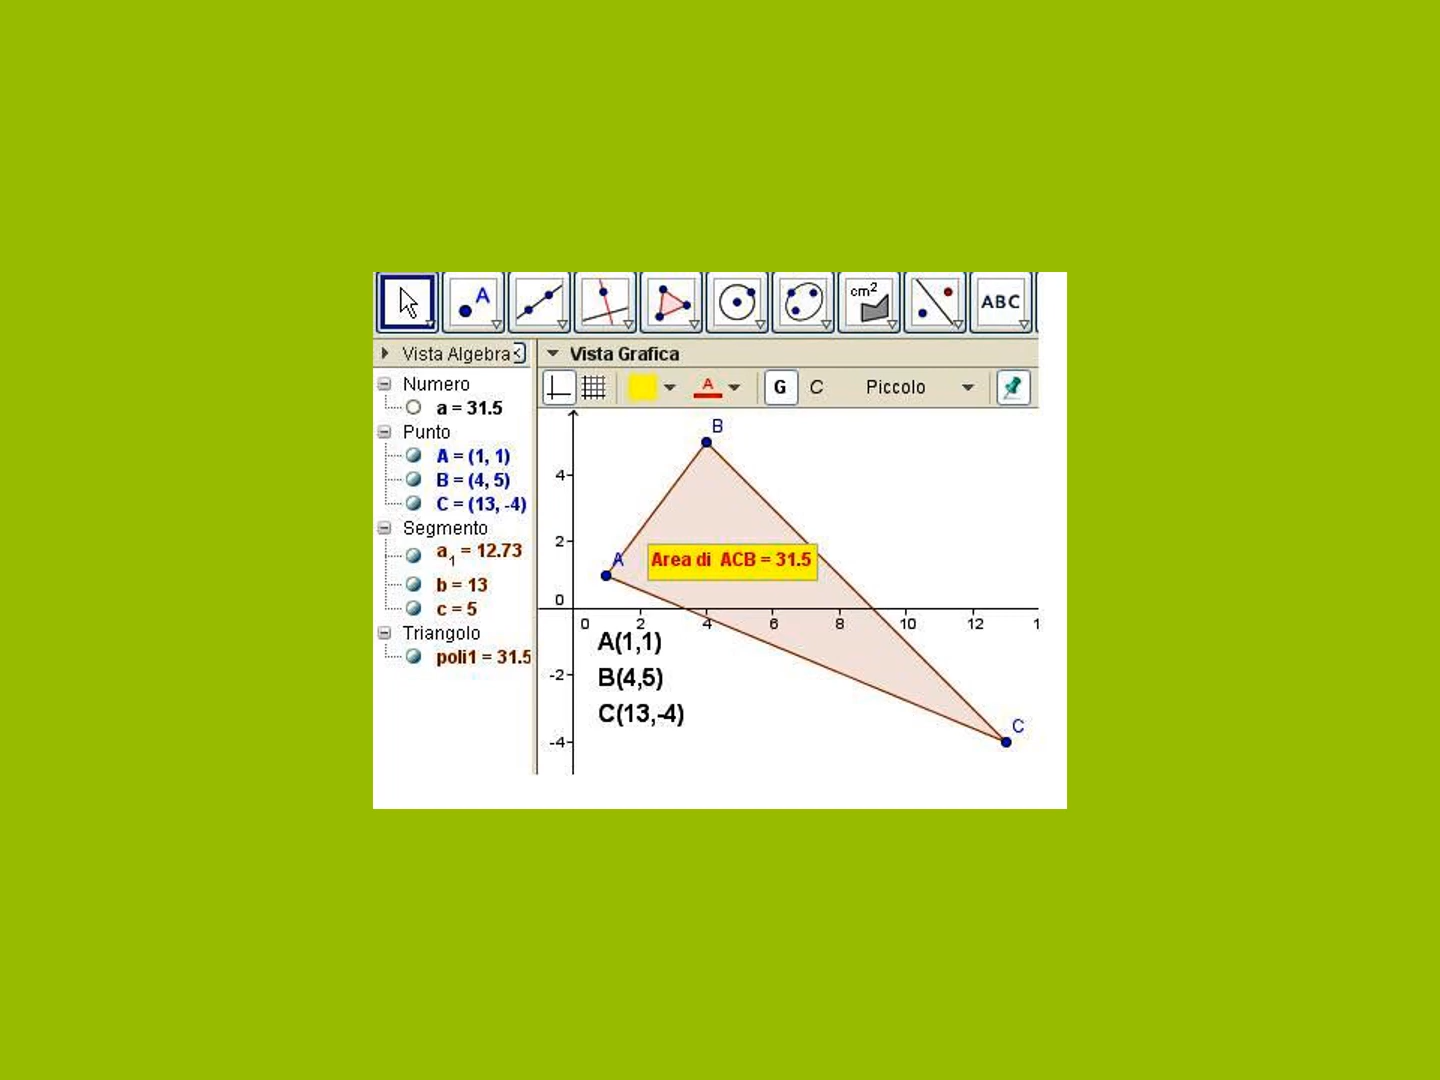 A
cm2
ABC
Vista Algebra
Vista Grafica
Numero
A
G
C
Piccolo
a = 31.5
Punto
A = (1, 1)
B = (4, 5)
C = (13, -4)
Segmento
a1 = 12.73
b = 13
c = 5
Triangolo
poli1 = 31.5
B
4
2
A
Area di ACB = 31.5
0
0
2
4
6
8
10
12
1
A(1,1)
-2
B(4,5)
C(13,-4)
C
-4